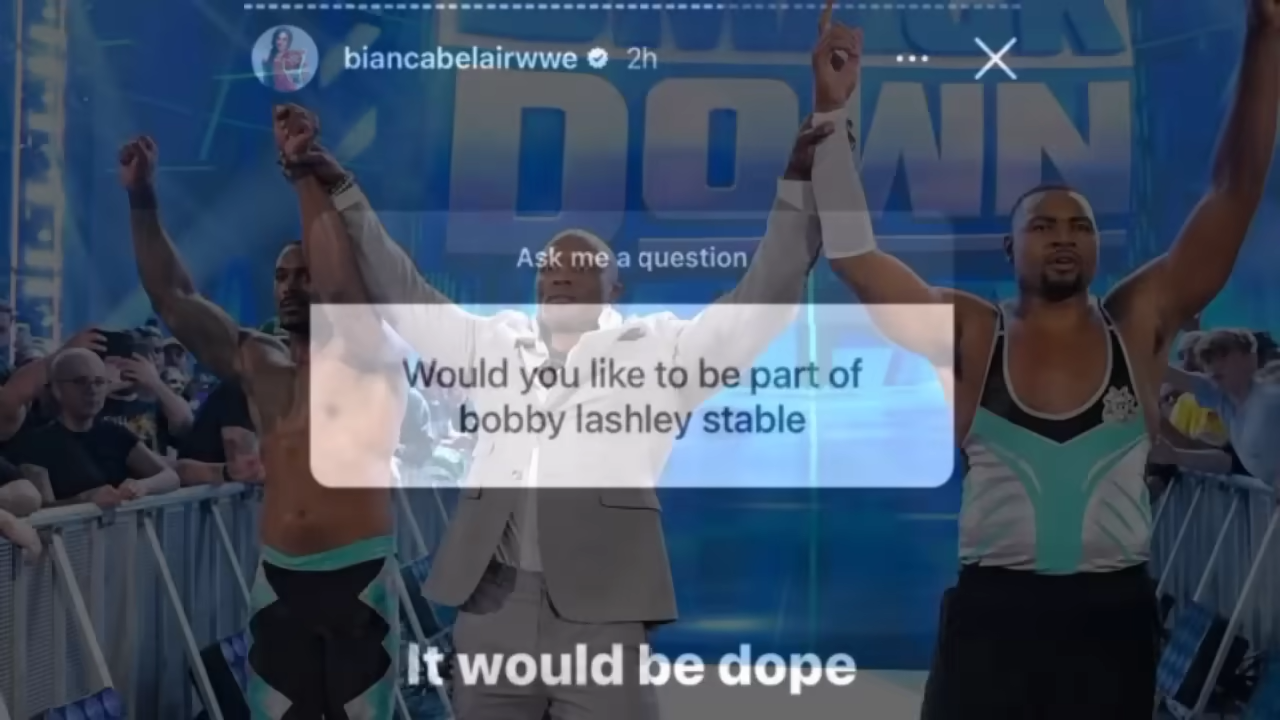 biancabelairwwe 2h
SMACK
DOWN
Ask me a question
Would you like to be part of
bobby lashley stable
It would be dope